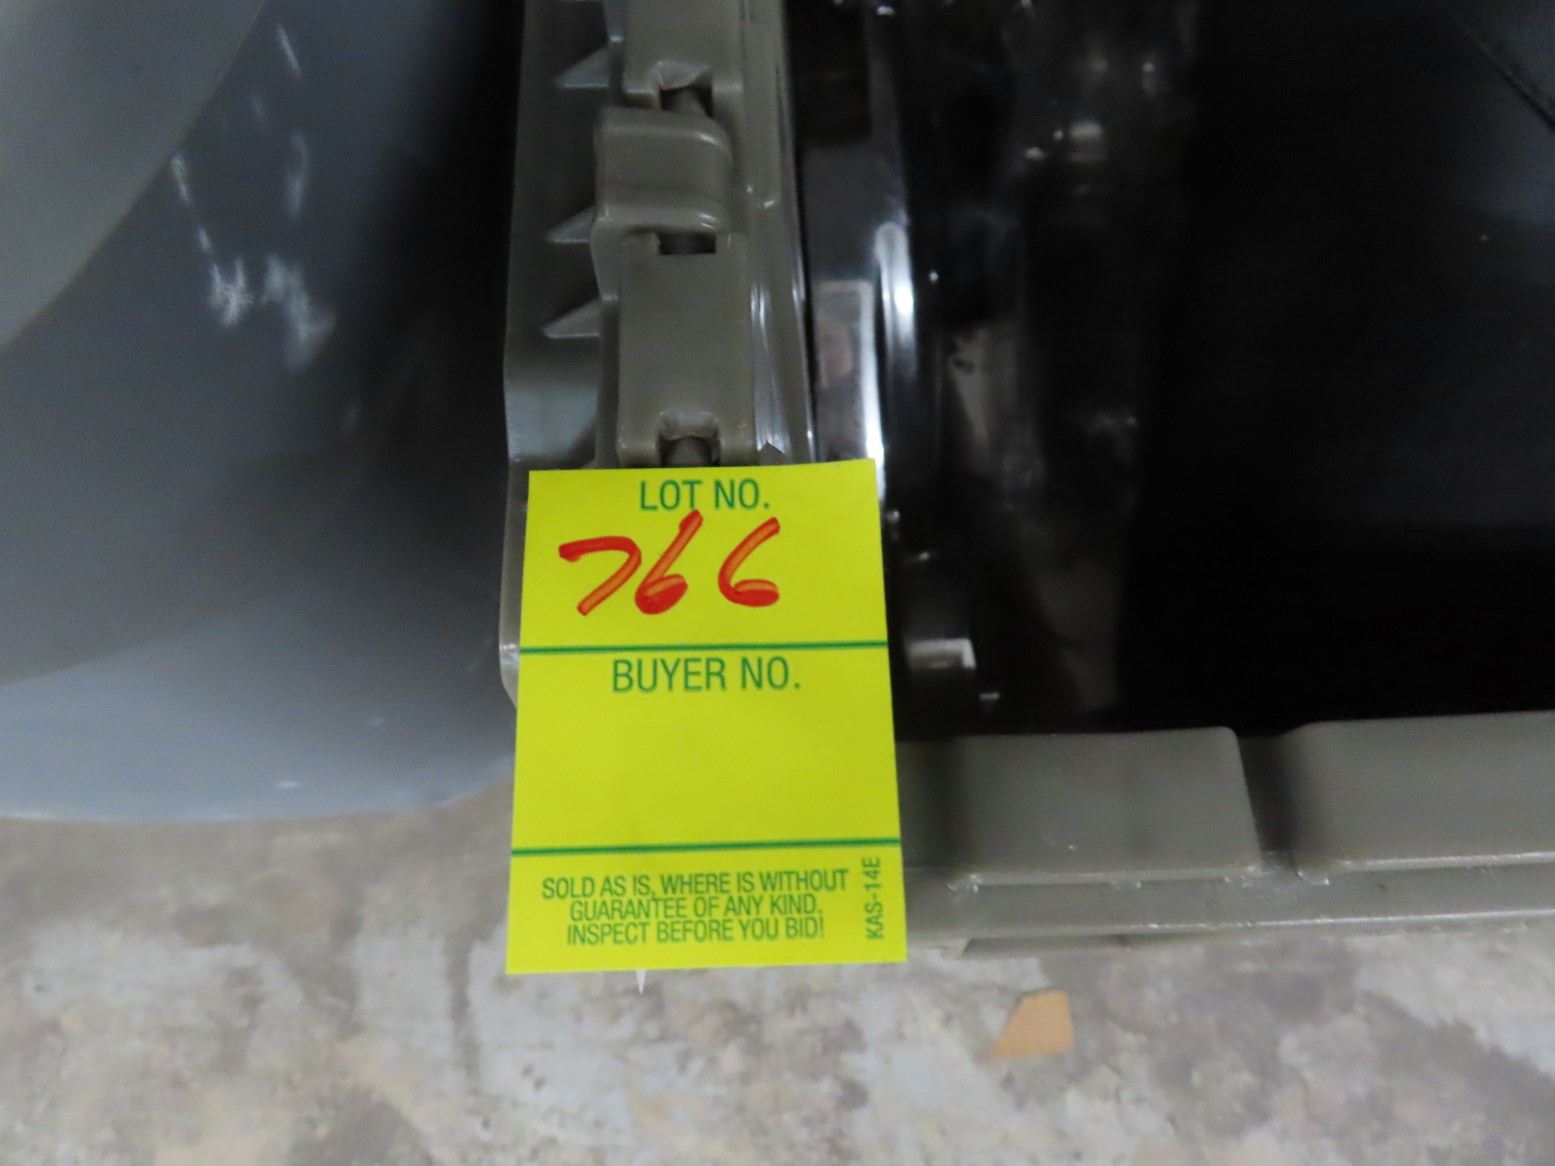 LOT NO.
766
BUYER NO.
SOLD AS IS, WHERE IS WITHOUT
GUARANTEE OF ANY KIND.
INSPECT BEFORE YOU BID!
KAS-14E